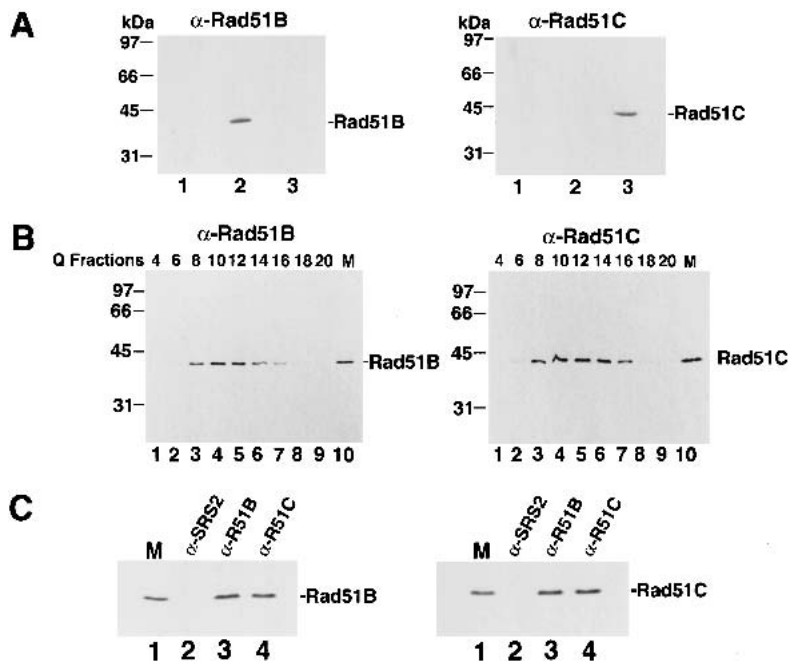 A
kDa α-Rad51B
97–
66–
45–
31–
-Rad51B
1 2 3
kDa α-Rad51C
97–
66–
45–
31–
-Rad51C
1 2 3
B
α-Rad51B
Q Fractions 4 6 8 10 12 14 16 18 20 M
97–
66–
45–
31–
-Rad51B
1 2 3 4 5 6 7 8 9 10
α-Rad51C
4 6 8 10 12 14 16 18 20 M
97–
66–
45–
31–
Rad51C
1 2 3 4 5 6 7 8 9 10
C
M α-SRS2 α-R51B α-R51C
-Rad51B
1 2 3 4
M α-SRS2 α-R51B α-R51C
-Rad51C
1 2 3 4